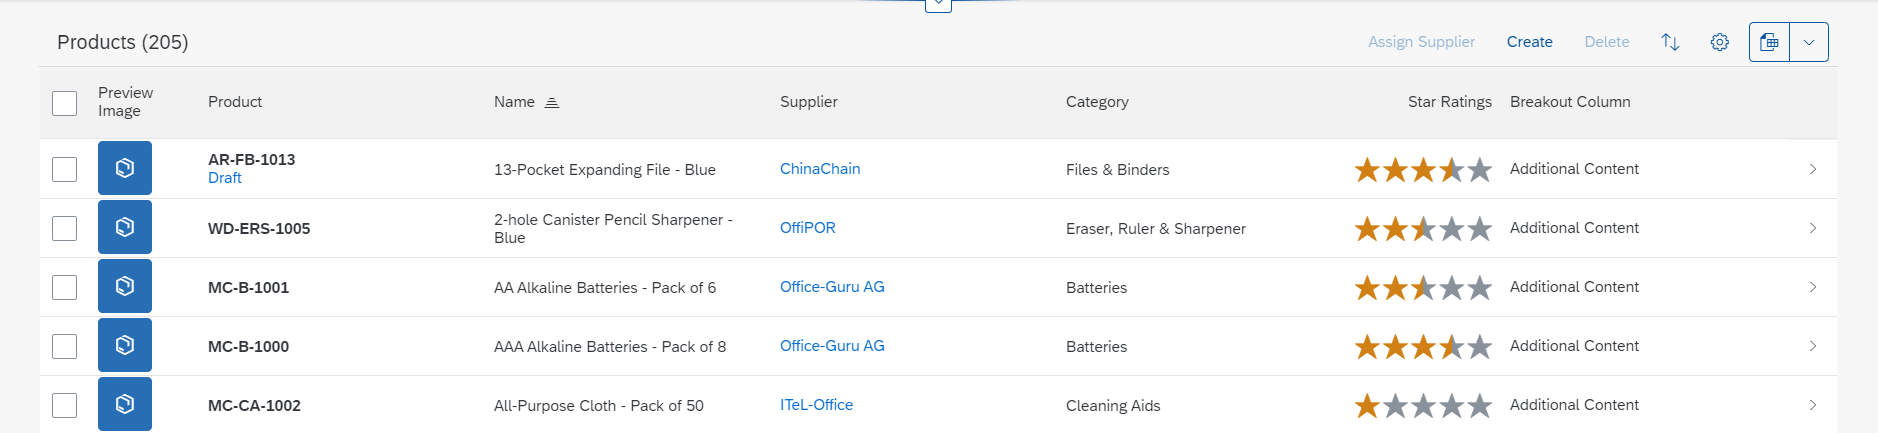 Products (205)
Assign Supplier Create Delete
Preview Image Product Name Supplier Category Star Ratings Breakout Column
AR-FB-1013
Draft
13-Pocket Expanding File - Blue
ChinaChain
Files & Binders
Additional Content
WD-ERS-1005
2-hole Canister Pencil Sharpener -
Blue
OffiPOR
Eraser, Ruler & Sharpener
Additional Content
MC-B-1001
AA Alkaline Batteries - Pack of 6
Office-Guru AG
Batteries
Additional Content
MC-B-1000
AAA Alkaline Batteries - Pack of 8
Office-Guru AG
Batteries
Additional Content
MC-CA-1002
All-Purpose Cloth - Pack of 50
ITeL-Office
Cleaning Aids
Additional Content